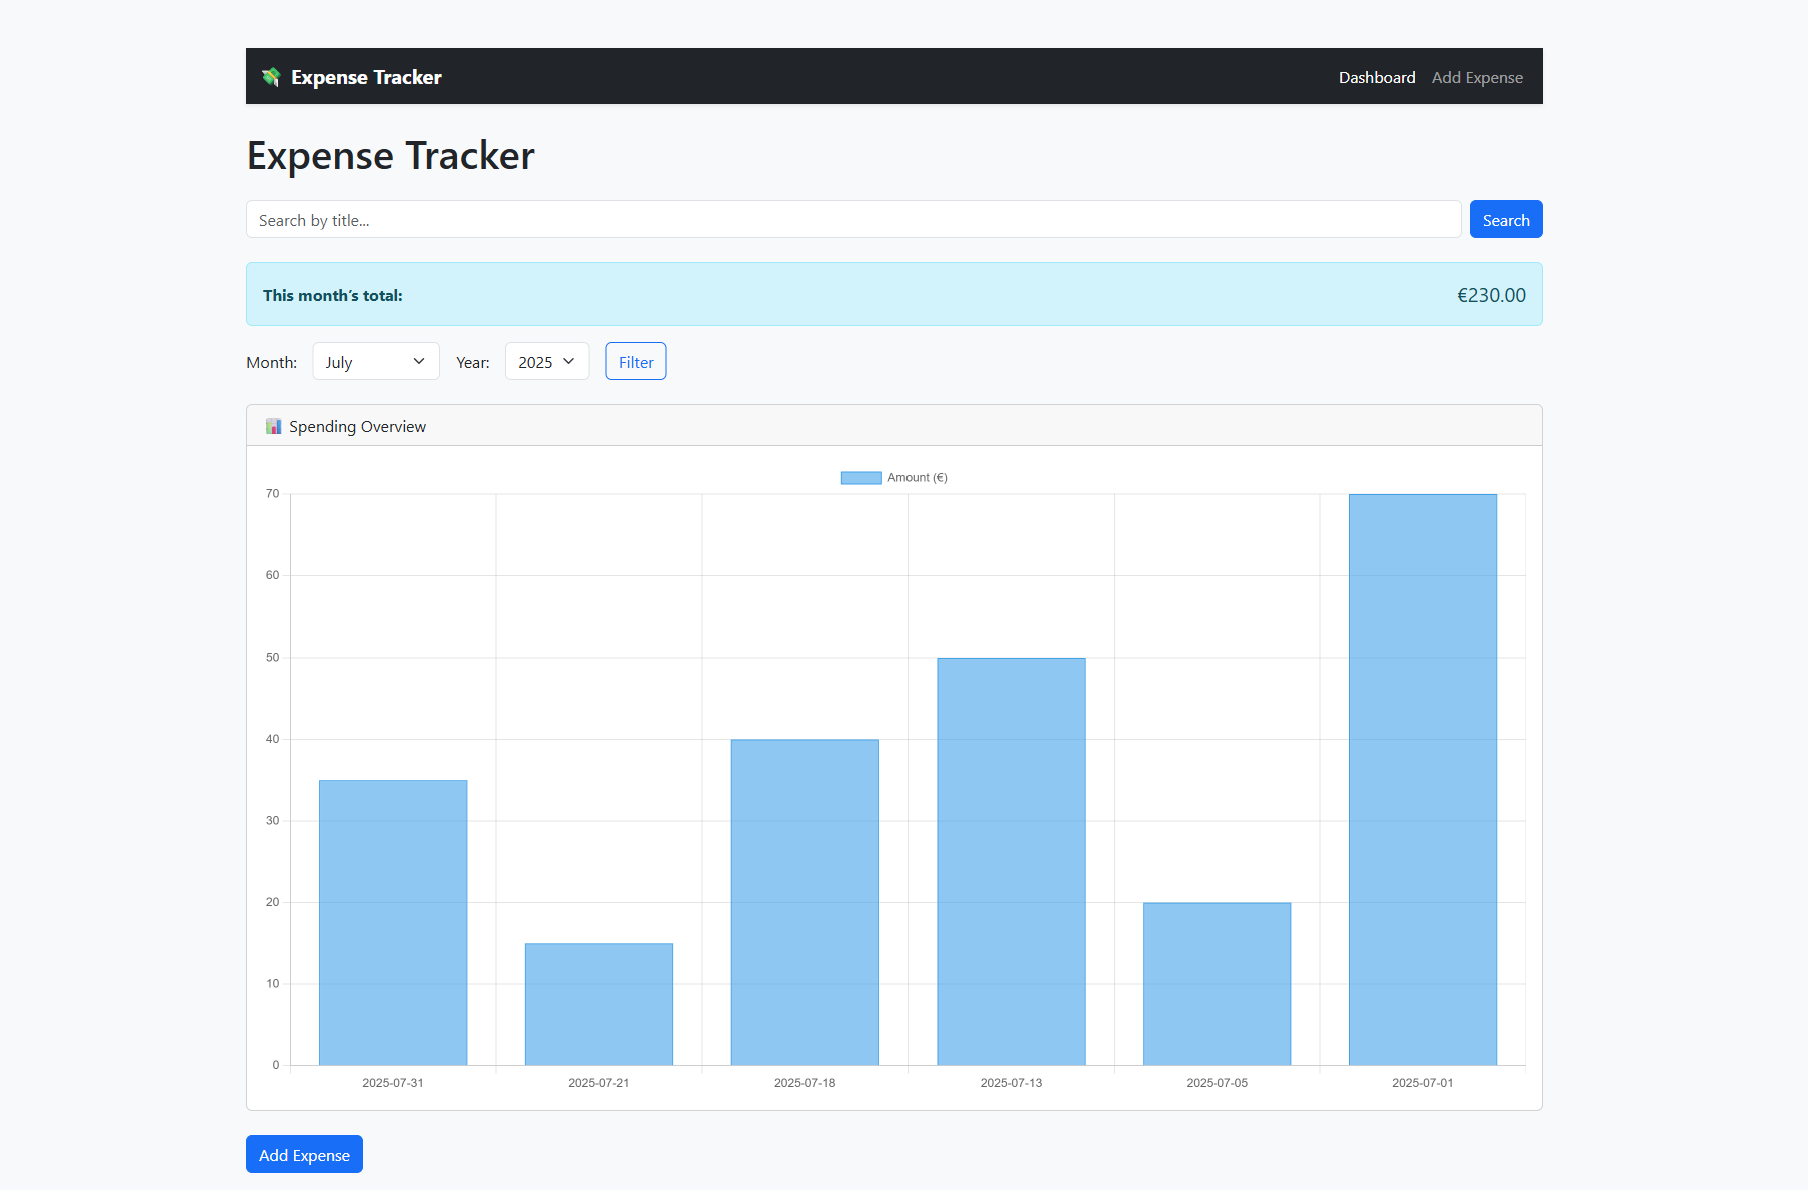 Expense Tracker
Dashboard Add Expense
Expense Tracker
Search by title...
Search
This month's total:
€230.00
Month: July Year: 2025 Filter
Spending Overview
Amount (€)
70
60
50
40
30
20
10
0
2025-07-31 2025-07-21 2025-07-18 2025-07-13 2025-07-05 2025-07-01
Add Expense